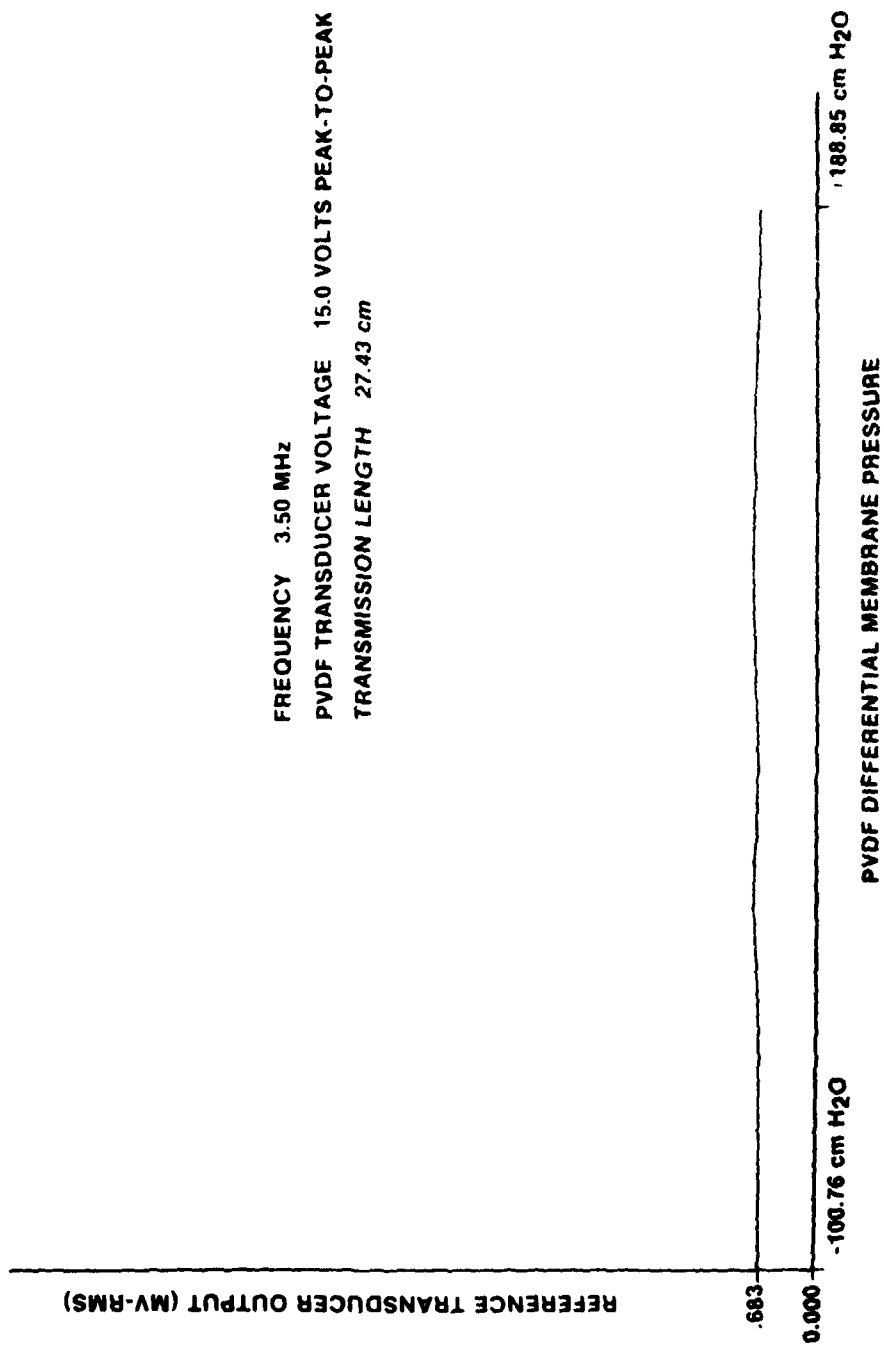 FREQUENCY 3.50 MHz
PVDF TRANSDUCER VOLTAGE 15.0 VOLTS PEAK-TO-PEAK
TRANSMISSION LENGTH 27.43 cm
REFERENCE TRANSDUCER OUTPUT (MV-RMS)
.683
0.000
-100.76 cm H2O
188.85 cm H2O
PVDF DIFFERENTIAL MEMBRANE PRESSURE